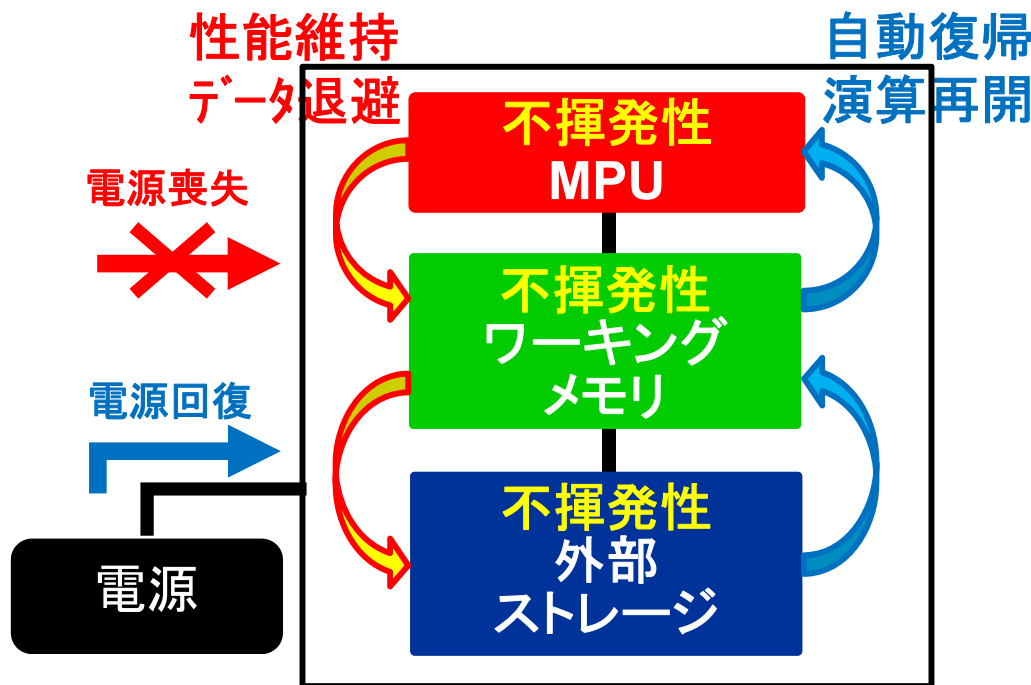 性能維持
データ退避
自動復帰
演算再開
不揮発性
MPU
電源喪失
不揮発性
ワーキング
メモリ
電源回復
不揮発性
外部
ストレージ
電源